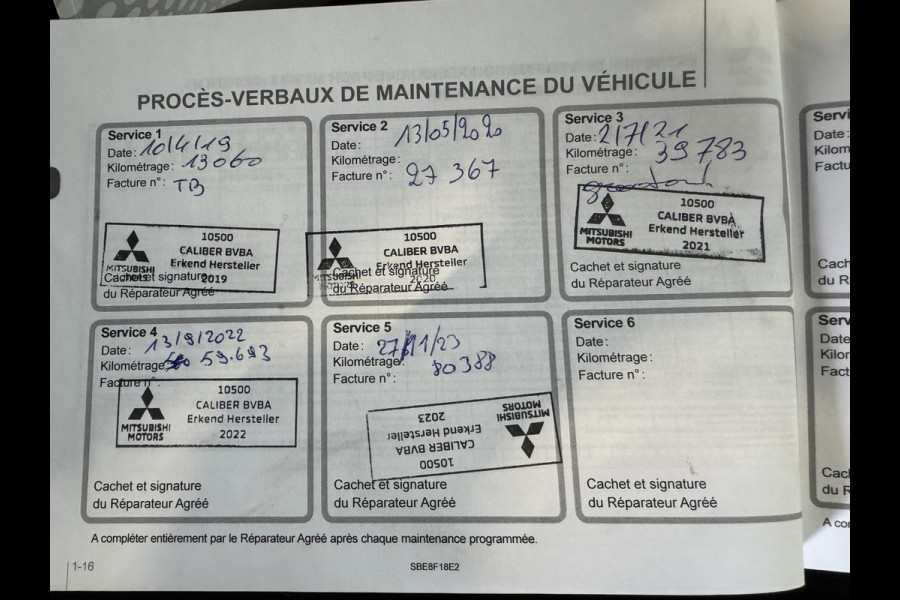 PROCÈS-VERBAUX DE MAINTENANCE DU VÉHICULE
Service 1
Date: 10/4/19
Kilométrage: 13060
Facture n°: TB
10500
CALIBER BVBA
Erkend Hersteller
2019
MITSUBISHI
Cachet et signature
du Réparateur Agréé
Service 2
Date: 13/05/2020
Kilométrage:
Facture n°: 27 367
10500
CALIBER BVBA
Erkend Hersteller
2020
MITSUBISHI
Cachet et signature
du Réparateur Agréé
Service 3
Date: 2/7/21
Kilométrage: 39783
Facture n°:
10500
CALIBER BVBA
Erkend Hersteller
2021
MITSUBISHI
MOTORS
Cachet et signature
du Réparateur Agréé
Service 4
Date: 13/9/2022
Kilométrage: 59.693
Facture n°:
10500
CALIBER BVBA
Erkend Hersteller
2022
MITSUBISHI
MOTORS
Cachet et signature
du Réparateur Agréé
Service 5
Date: 27/11/23
Kilométrage: 80388
Facture n°:
10500
CALIBER BVBA
Erkend Hersteller
2023
MITSUBISHI
MOTORS
Cachet et signature
du Réparateur Agréé
Service 6
Date:
Kilométrage:
Facture n°:
Cachet et signature
du Réparateur Agréé
A compléter entièrement par le Réparateur Agréé après chaque maintenance programmée.
1-16
SBE8F18E2